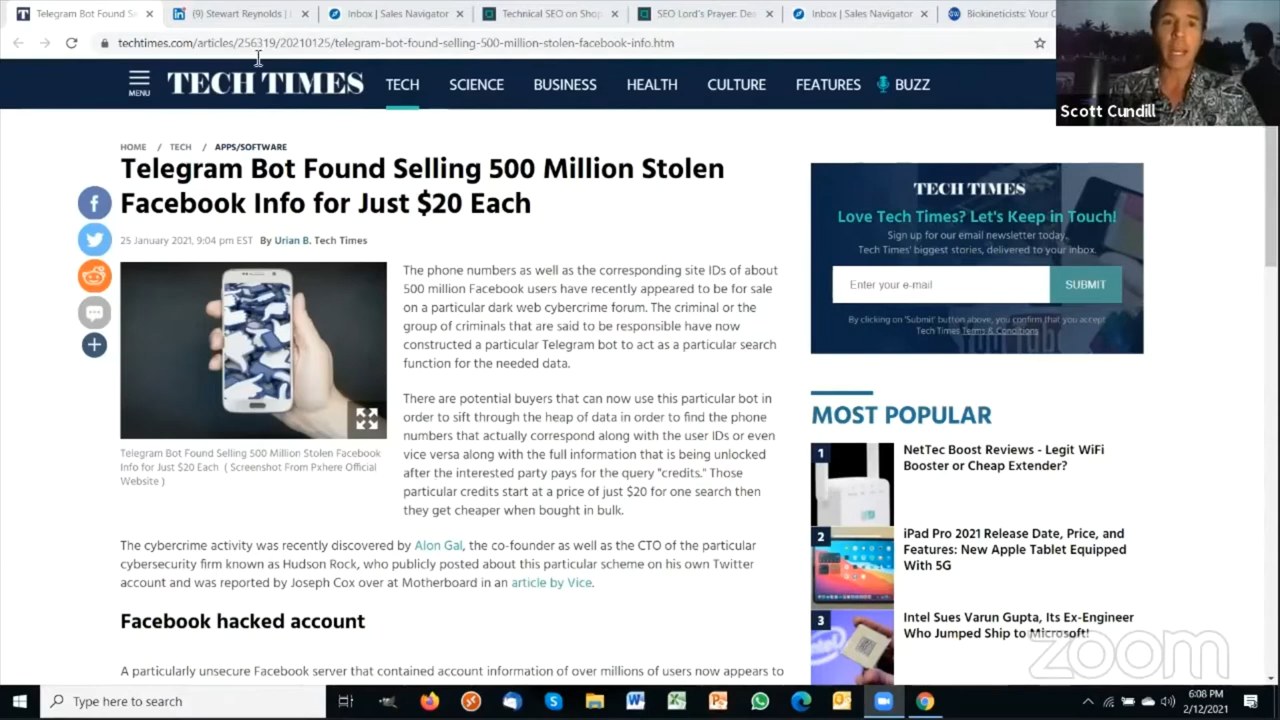 Telegram Bot Found Selling 5
(9) Stewart Reynolds | L
Inbox | Sales Navigator
Technical SEO on Shop
SEO Lord's Prayer: De
Inbox | Sales Navigator
Biokineticists: Your C
techtimes.com/articles/256319/20210125/telegram-bot-found-selling-500-million-stolen-facebook-info.htm
MENU
TECH TIMES
TECH
SCIENCE
BUSINESS
HEALTH
CULTURE
FEATURES
BUZZ
Scott Cundill
HOME / TECH / APPS/SOFTWARE
Telegram Bot Found Selling 500 Million Stolen
Facebook Info for Just $20 Each
25 January 2021, 9:04 pm EST By Urian B. Tech Times
The phone numbers as well as the corresponding site IDs of about
500 million Facebook users have recently appeared to be for sale
on a particular dark web cybercrime forum. The criminal or the
group of criminals that are said to be responsible have now
constructed a particular Telegram bot to act as a particular search
function for the needed data.
There are potential buyers that can now use this particular bot in
order to sift through the heap of data in order to find the phone
numbers that actually correspond along with the user IDs or even
vice versa along with the full information that is being unlocked
after the interested party pays for the query "credits." Those
particular credits start at a price of just $20 for one search then
they get cheaper when bought in bulk.
Telegram Bot Found Selling 500 Million Stolen Facebook
Info for Just $20 Each ( Screenshot From Pxhere Official
Website )
The cybercrime activity was recently discovered by Alon Gal, the co-founder as well as the CTO of the particular
cybersecurity firm known as Hudson Rock, who publicly posted about this particular scheme on his own Twitter
account and was reported by Joseph Cox over at Motherboard in an article by Vice.
Facebook hacked account
A particularly unsecure Facebook server that contained account information of over millions of users now appears to
TECH TIMES
Love Tech Times? Let's Keep in Touch!
Sign up for our email newsletter today,
Tech Times' biggest stories, delivered to your inbox.
Enter your e-mail
SUBMIT
By clicking on 'Submit' button above, you confirm that you accept
Tech Times Terms & Conditions
MOST POPULAR
1
NetTec Boost Reviews - Legit WiFi
Booster or Cheap Extender?
2
iPad Pro 2021 Release Date, Price, and
Features: New Apple Tablet Equipped
With 5G
3
Intel Sues Varun Gupta, Its Ex-Engineer
Who Jumped Ship to Microsoft!
zoom
Type here to search
6:08 PM
2/12/2021